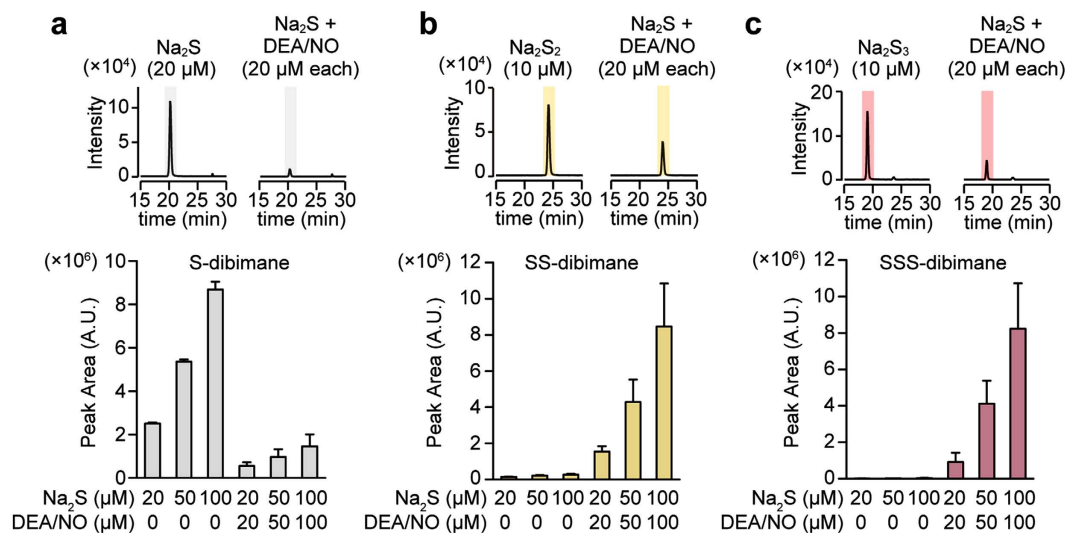 a
Na₂S
(20 µM)
Na₂S +
DEA/NO
(20 µM each)
(×10⁴)
Intensity
10
5
0
15 20 25 30 15 20 25 30
time (min) time (min)
(×10⁶)
S-dibimane
Peak Area (A.U.)
10
8
6
4
2
0
Na₂S (µM) 20 50 100 20 50 100
DEA/NO (µM) 0 0 0 20 50 100
b
Na₂S₂
(10 µM)
Na₂S +
DEA/NO
(20 µM each)
(×10⁴)
Intensity
10
5
0
15 20 25 30 15 20 25 30
time (min) time (min)
(×10⁶)
SS-dibimane
Peak Area (A.U.)
12
10
8
6
4
2
0
Na₂S (µM) 20 50 100 20 50 100
DEA/NO (µM) 0 0 0 20 50 100
c
Na₂S₃
(10 µM)
Na₂S +
DEA/NO
(20 µM each)
(×10⁴)
Intensity
20
10
0
15 20 25 30 15 20 25 30
time (min) time (min)
(×10⁶)
SSS-dibimane
Peak Area (A.U.)
12
10
8
6
4
2
0
Na₂S (µM) 20 50 100 20 50 100
DEA/NO (µM) 0 0 0 20 50 100